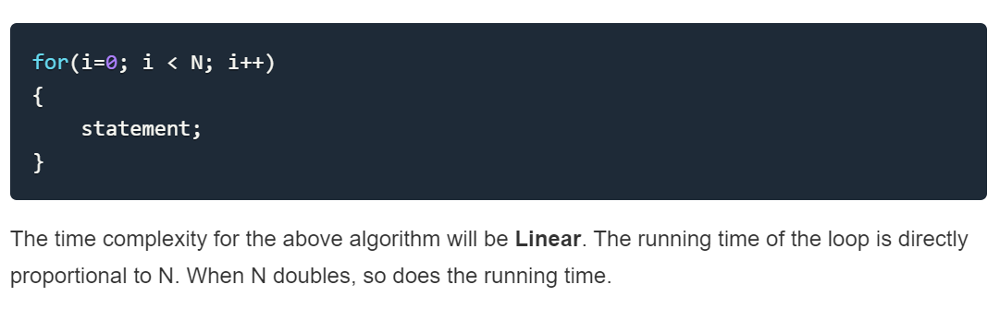 for(i=0; i < N; i++)
{
    statement;
}
The time complexity for the above algorithm will be Linear. The running time of the loop is directly
proportional to N. When N doubles, so does the running time.